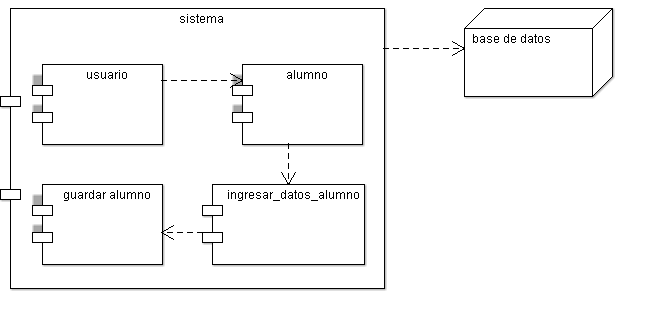 sistema
base de datos
usuario
alumno
guardar alumno
ingresar_datos_alumno